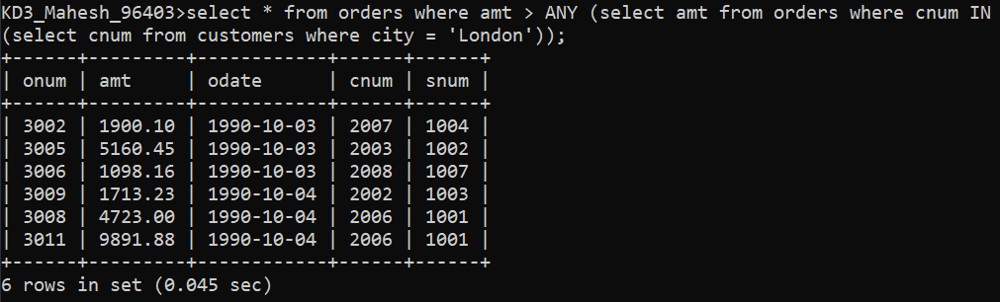 KD3_Mahesh_96403>select * from orders where amt > ANY (select amt from orders where cnum IN
(select cnum from customers where city = 'London'));
+------+---------+------------+------+------+
| onum | amt     | odate      | cnum | snum |
+------+---------+------------+------+------+
| 3002 | 1900.10 | 1990-10-03 | 2007 | 1004 |
| 3005 | 5160.45 | 1990-10-03 | 2003 | 1002 |
| 3006 | 1098.16 | 1990-10-03 | 2008 | 1007 |
| 3009 | 1713.23 | 1990-10-04 | 2002 | 1003 |
| 3008 | 4723.00 | 1990-10-04 | 2006 | 1001 |
| 3011 | 9891.88 | 1990-10-04 | 2006 | 1001 |
+------+---------+------------+------+------+
6 rows in set (0.045 sec)